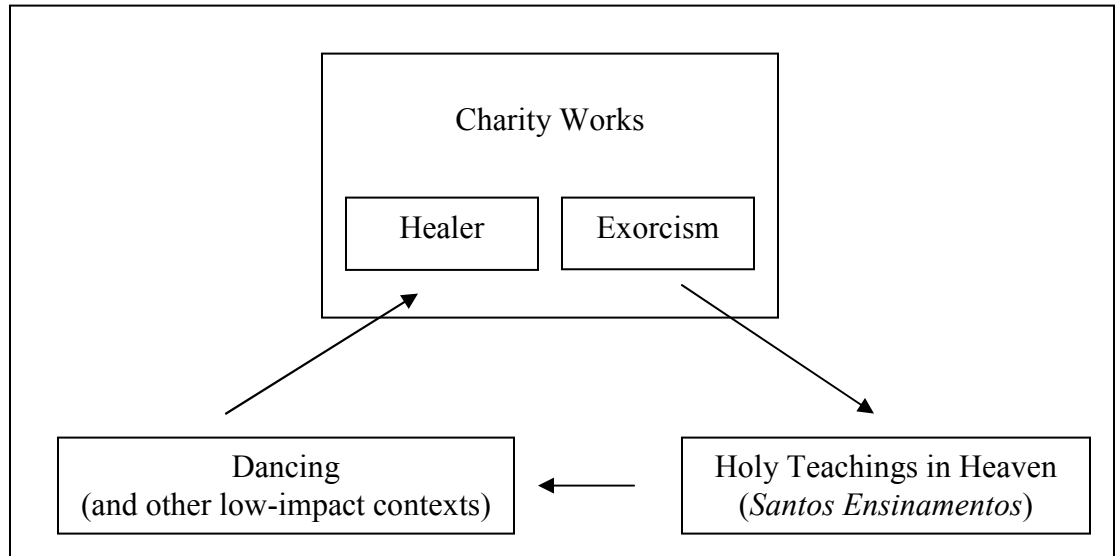 Charity Works
Healer
Exorcism
Dancing
(and other low-impact contexts)
Holy Teachings in Heaven
(Santos Ensinamentos)